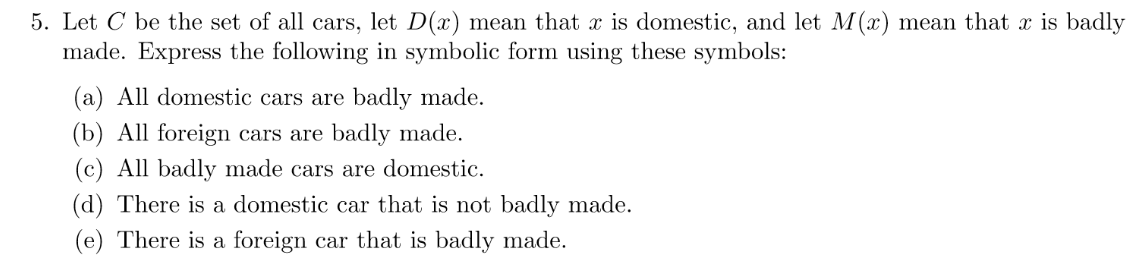 5. Let C be the set of all cars, let D(x) mean that x is domestic, and let M(x) mean that x is badly
made. Express the following in symbolic form using these symbols:
(a) All domestic cars are badly made.
(b) All foreign cars are badly made.
(c) All badly made cars are domestic.
(d) There is a domestic car that is not badly made.
(e) There is a foreign car that is badly made.